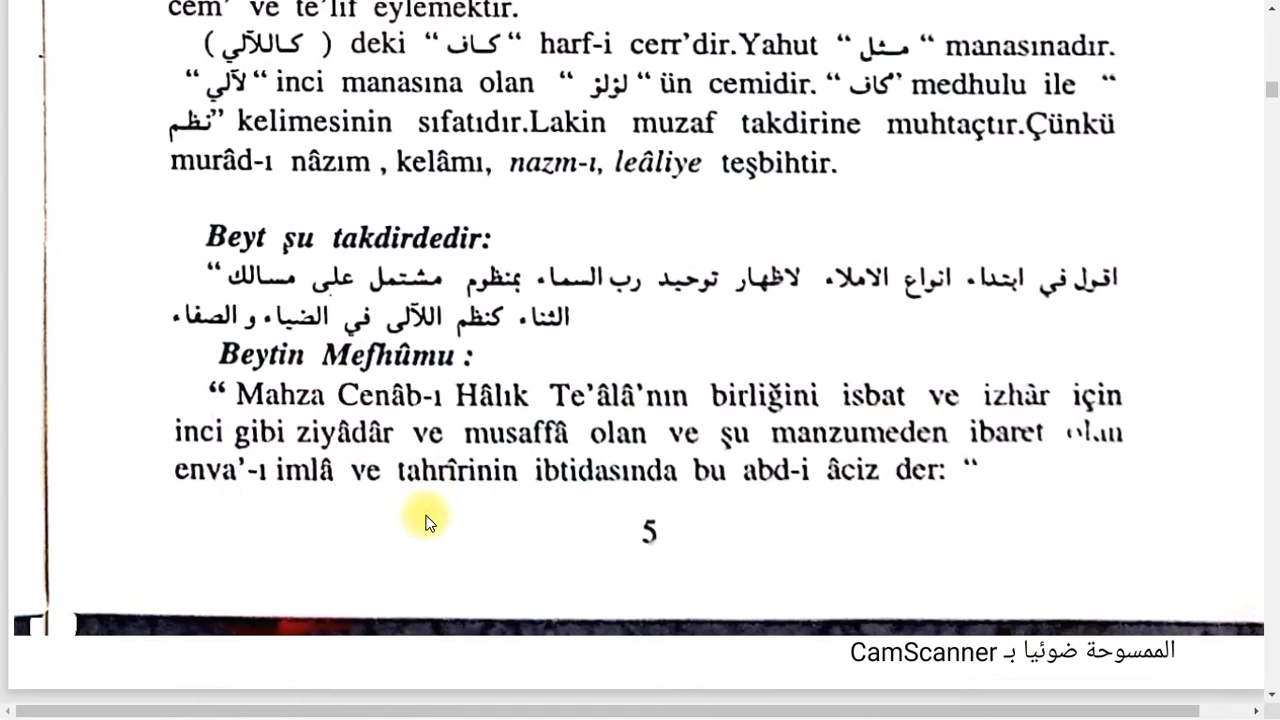 cem' ve te'lif eylemektir.
( كاللآلي ) deki “ كاف “ harf-i cerr'dir.Yahut “ مثل “ manasınadır.
“ لآلي “ inci manasına olan “ لؤلؤ “ ün cemidir. “ كاف ” medhulu ile “
نظم ” kelimesinin sıfatıdır.Lakin muzaf takdirine muhtaçtır.Çünkü
murâd-ı nâzım , kelâmı, nazm-ı, leâliye teşbihtir.
Beyt şu takdirdedir:
اقول في ابتداء انواع الاملاء لاظهار توحيد رب السماء بمنظوم مشتمل على مسالك “
الثناء كنظم اللآلى في الضياء و الصفاء
Beytin Mefhûmu :
“ Mahza Cenâb-ı Hâlık Te'âlâ'nın birliğini isbat ve izhàr için
inci gibi ziyâdâr ve musaffâ olan ve şu manzumeden ibaret olan
enva'-ı imlâ ve tahrîrinin ibtidasında bu abd-i âciz der: “
5
الممسوحة ضوئيا بـ CamScanner